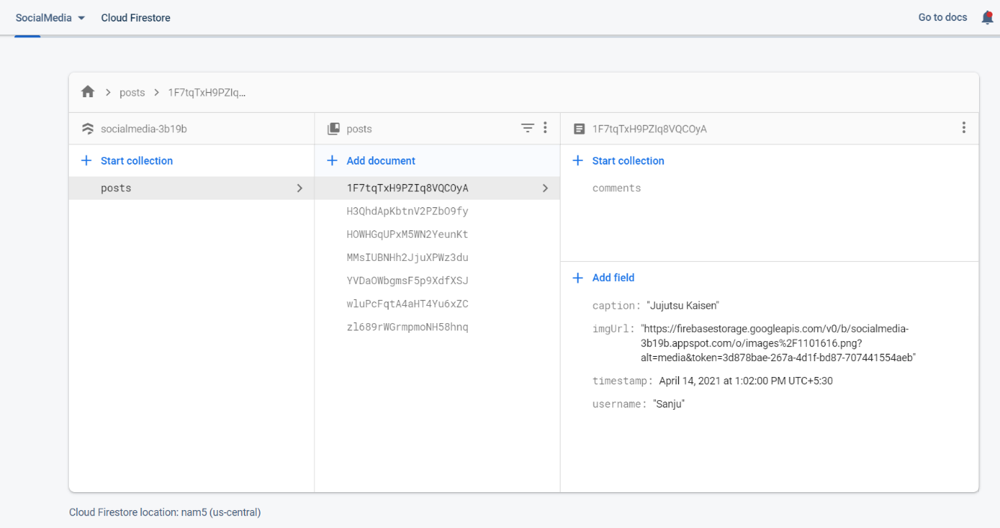 SocialMedia Cloud Firestore Go to docs
posts 1F7tqTxH9PZIq...
socialmedia-3b19b posts 1F7tqTxH9PZIq8VQCOyA
Start collection Add document Start collection
posts 1F7tqTxH9PZIq8VQCOyA comments
H3QhdApKbtnV2PZbO9fy
HOWHGqUPxM5WN2YeunKt
MMsIUBNHh2JjuXPWz3du
YVDaOWbgmsF5p9XdfXSJ
wluPcFqtA4aHT4Yu6xZC
zl689rWGrmpmoNH58hnq
Add field
caption: "Jujutsu Kaisen"
imgUrl: "https://firebasestorage.googleapis.com/v0/b/socialmedia-
3b19b.appspot.com/o/images%2F1101616.png?
alt=media&token=3d878bae-267a-4d1f-bd87-707441554aeb"
timestamp: April 14, 2021 at 1:02:00 PM UTC+5:30
username: "Sanju"
Cloud Firestore location: nam5 (us-central)